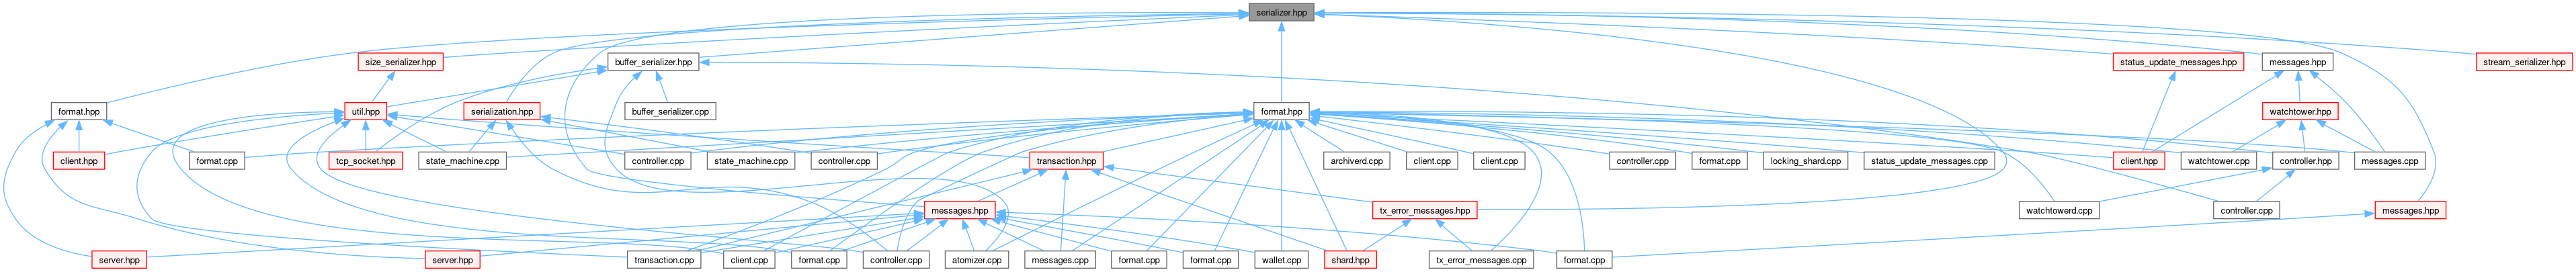 serializer.hpp
size_serializer.hpp
buffer_serializer.hpp
status_update_messages.hpp
messages.hpp
stream_serializer.hpp
format.hpp
util.hpp
serialization.hpp
buffer_serializer.cpp
format.hpp
watchtower.hpp
client.hpp
format.cpp
tcp_socket.hpp
state_machine.cpp
controller.cpp
state_machine.cpp
controller.cpp
transaction.hpp
archiverd.cpp
client.cpp
client.cpp
controller.cpp
format.cpp
locking_shard.cpp
status_update_messages.cpp
client.hpp
watchtower.cpp
controller.hpp
messages.cpp
messages.hpp
tx_error_messages.hpp
watchtowerd.cpp
controller.cpp
messages.hpp
server.hpp
server.hpp
transaction.cpp
client.cpp
format.cpp
controller.cpp
atomizer.cpp
messages.cpp
format.cpp
format.cpp
wallet.cpp
shard.hpp
tx_error_messages.cpp
format.cpp